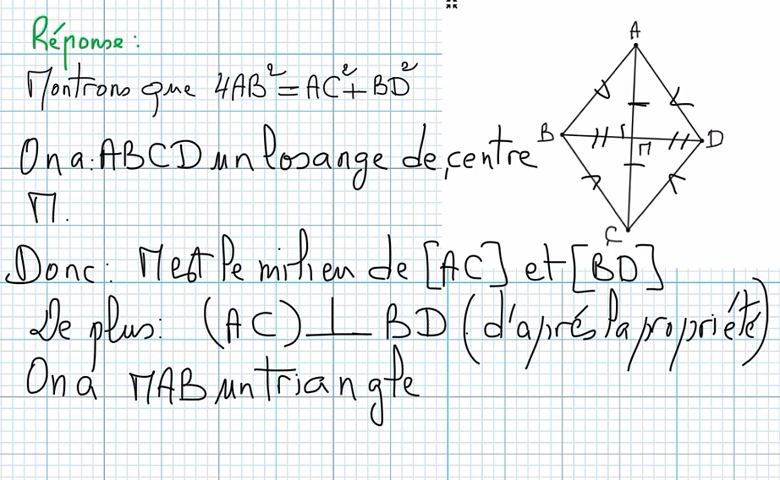 Réponse:
Montrons que 4AB²=AC²+BD²
On a: ABCD un losange de centre
M.
Donc: M est le milieu de [AC] et [BD]
De plus: (AC)⊥BD (d'aprés la propriété)
On a MAB un triangle
A
B
M
D
C